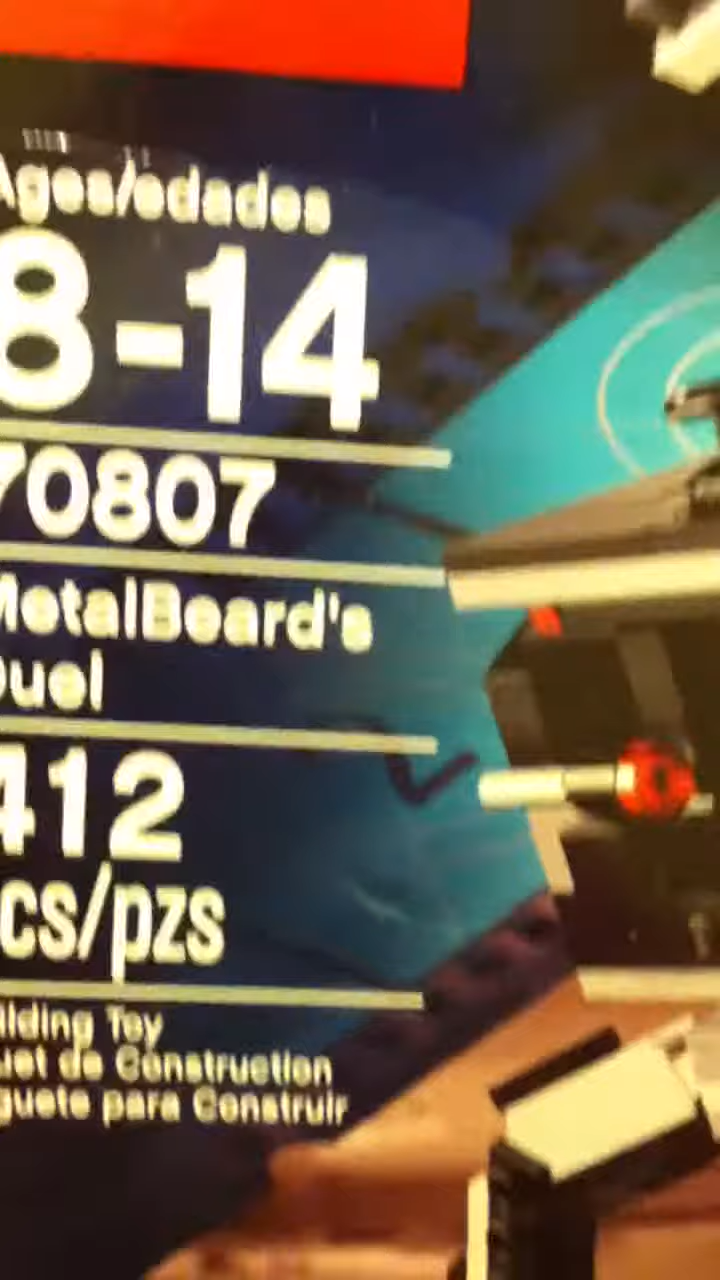 Ages/edades
8-14
70807
MetalBeard's
Duel
412
cs/pzs
ilding Toy
uet de Construction
guete para Construir